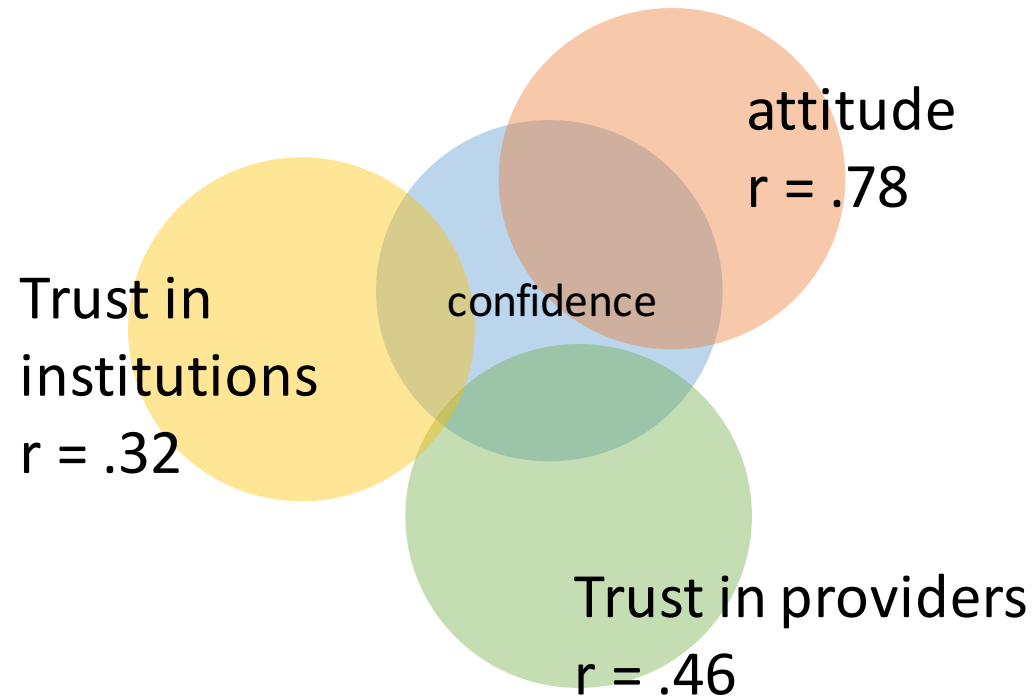 attitude
r = .78
confidence
Trust in
institutions
r = .32
Trust in providers
r = .46